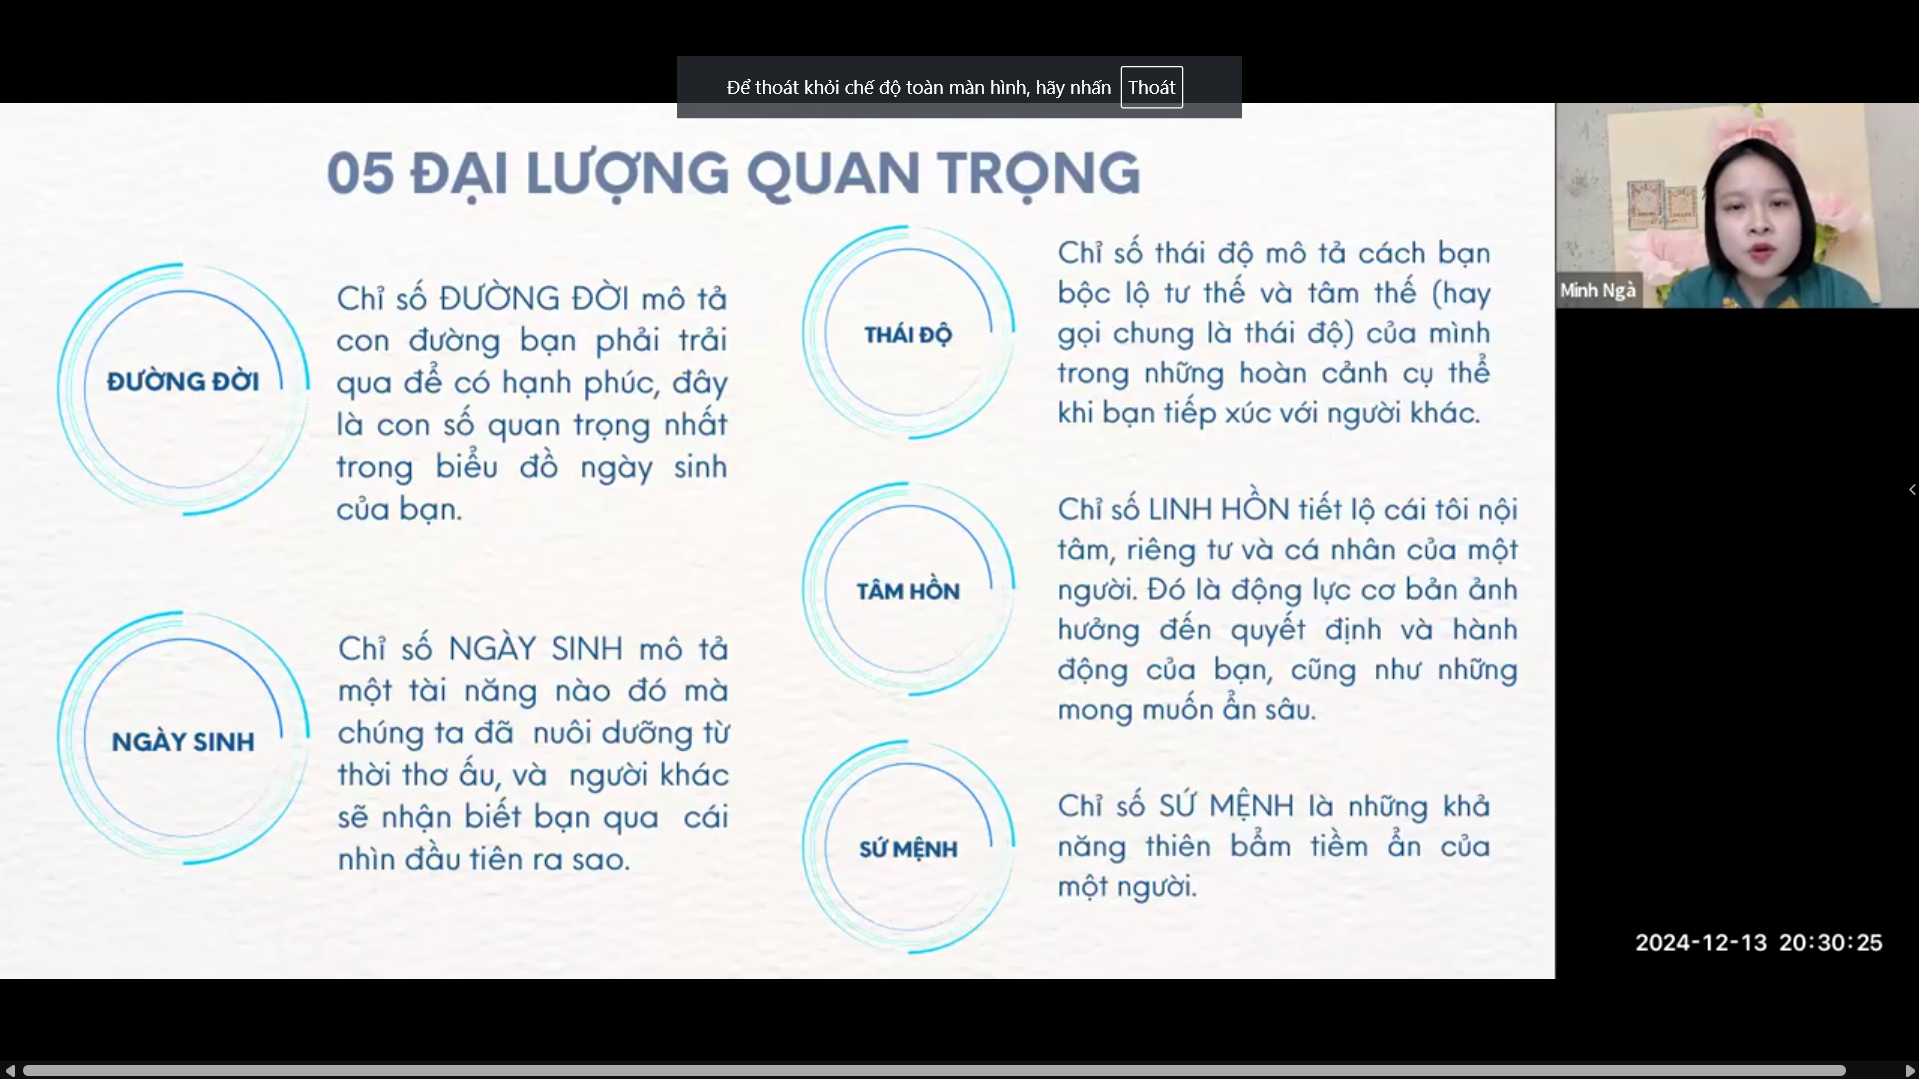 Để thoát khỏi chế độ toàn màn hình, hãy nhấn Thoát
05 ĐẠI LƯỢNG QUAN TRỌNG
ĐƯỜNG ĐỜI
Chỉ số ĐƯỜNG ĐỜI mô tả
con đường bạn phải trải
qua để có hạnh phúc, đây
là con số quan trọng nhất
trong biểu đồ ngày sinh
của bạn.
NGÀY SINH
Chỉ số NGÀY SINH mô tả
một tài năng nào đó mà
chúng ta đã nuôi dưỡng từ
thời thơ ấu, và người khác
sẽ nhận biết bạn qua cái
nhìn đầu tiên ra sao.
THÁI ĐỘ
Chỉ số thái độ mô tả cách bạn
bộc lộ tư thế và tâm thế (hay
gọi chung là thái độ) của mình
trong những hoàn cảnh cụ thể
khi bạn tiếp xúc với người khác.
TÂM HỒN
Chỉ số LINH HỒN tiết lộ cái tôi nội
tâm, riêng tư và cá nhân của một
người. Đó là động lực cơ bản ảnh
hưởng đến quyết định và hành
động của bạn, cũng như những
mong muốn ẩn sâu.
SỨ MỆNH
Chỉ số SỨ MỆNH là những khả
năng thiên bẩm tiềm ẩn của
một người.
Minh Ngà
2024-12-13 20:30:25